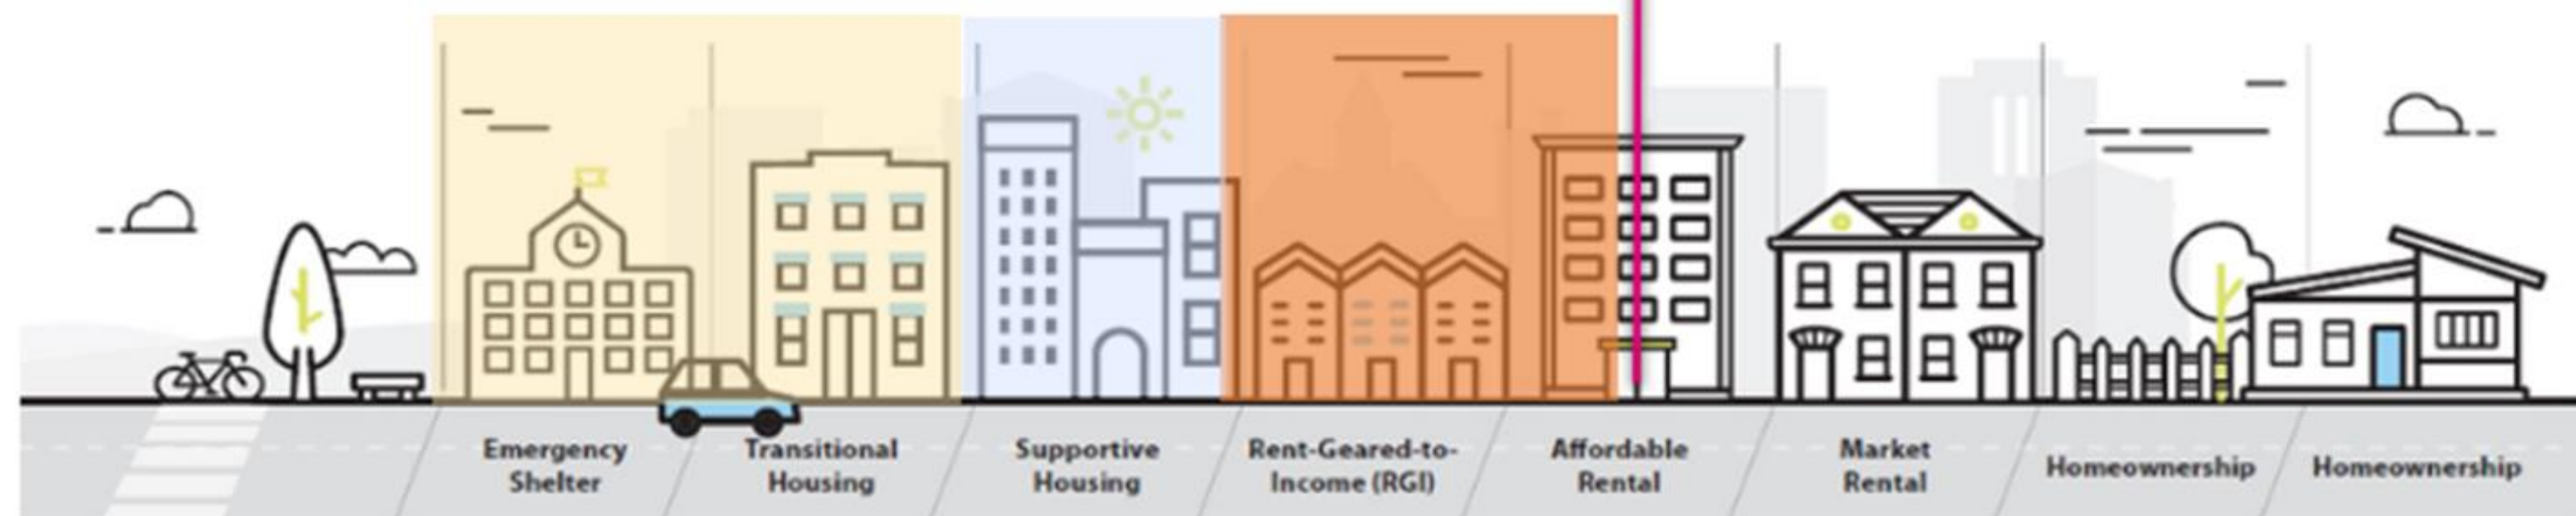 Emergency
Shelter
Transitional
Housing
Supportive
Housing
Rent-Geared-to-
Income (RGI)
Affordable
Rental
Market
Rental
Homeownership
Homeownership